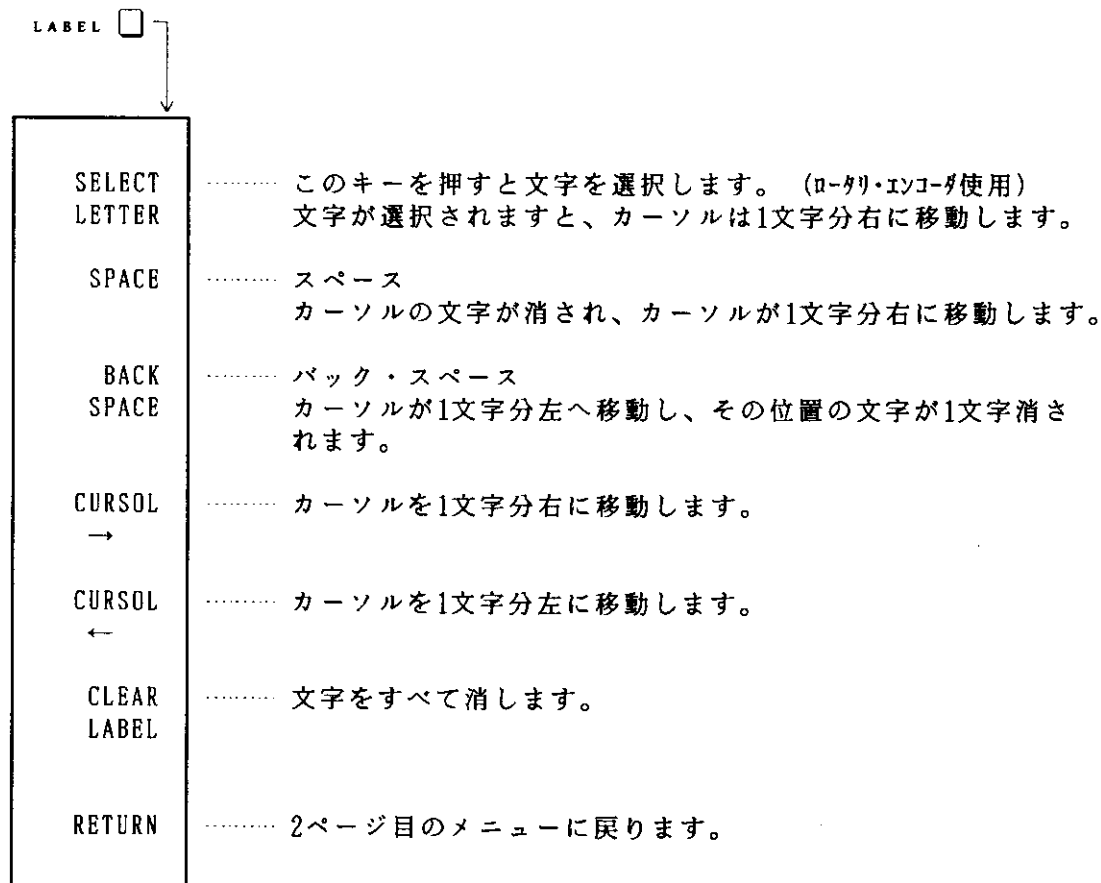 LABEL
SELECT ……… このキーを押すと文字を選択します。 (ﾛｰﾀﾘ･ｴﾝｺｰﾀﾞ使用)
LETTER 文字が選択されますと、カーソルは1文字分右に移動します。
SPACE ……… スペース
カーソルの文字が消され、カーソルが1文字分右に移動します。
BACK ……… バック・スペース
SPACE カーソルが1文字分左へ移動し、その位置の文字が1文字消さ
れます。
CURSOL ……… カーソルを1文字分右に移動します。
→
CURSOL ……… カーソルを1文字分左に移動します。
←
CLEAR ……… 文字をすべて消します。
LABEL
RETURN ……… 2ページ目のメニューに戻ります。